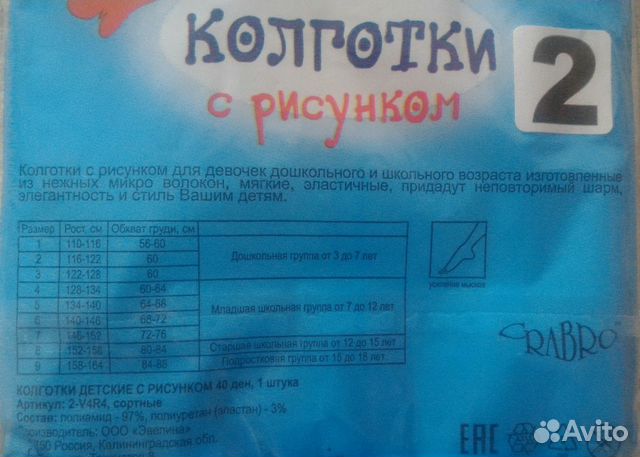 КОЛГОТКИ
с рисунком
2
Колготки с рисунком для девочек дошкольного и школьного возраста изготовленные
из нежных микро волокон, мягкие, эластичные, придадут неповторимый шарм,
элегантность и стиль Вашим детям.
Размер Рост, см Обхват груди, см
1 110-116 56-60
2 116-122 60 Дошкольная группа от 3 до 7 лет
3 122-128 60
4 128-134 60-64
5 134-140 64-68 Младшая школьная группа от 7 до 12 лет
6 140-146 68-72
7 146-152 72-76
8 152-158 80-84 Старшая школьная группа от 12 до 15 лет
9 158-164 84-88 Подростковая группа от 15 до 18 лет
усиление мысков
CRABRO
КОЛГОТКИ ДЕТСКИЕ С РИСУНКОМ 40 ден, 1 штука
Артикул: 2-V4R4, сортные
Состав: полиамид - 97%, полиуретан (эластан) - 3%
Производитель: ООО «Эвелина»
Россия, Калининградская обл.
EAC
Avito